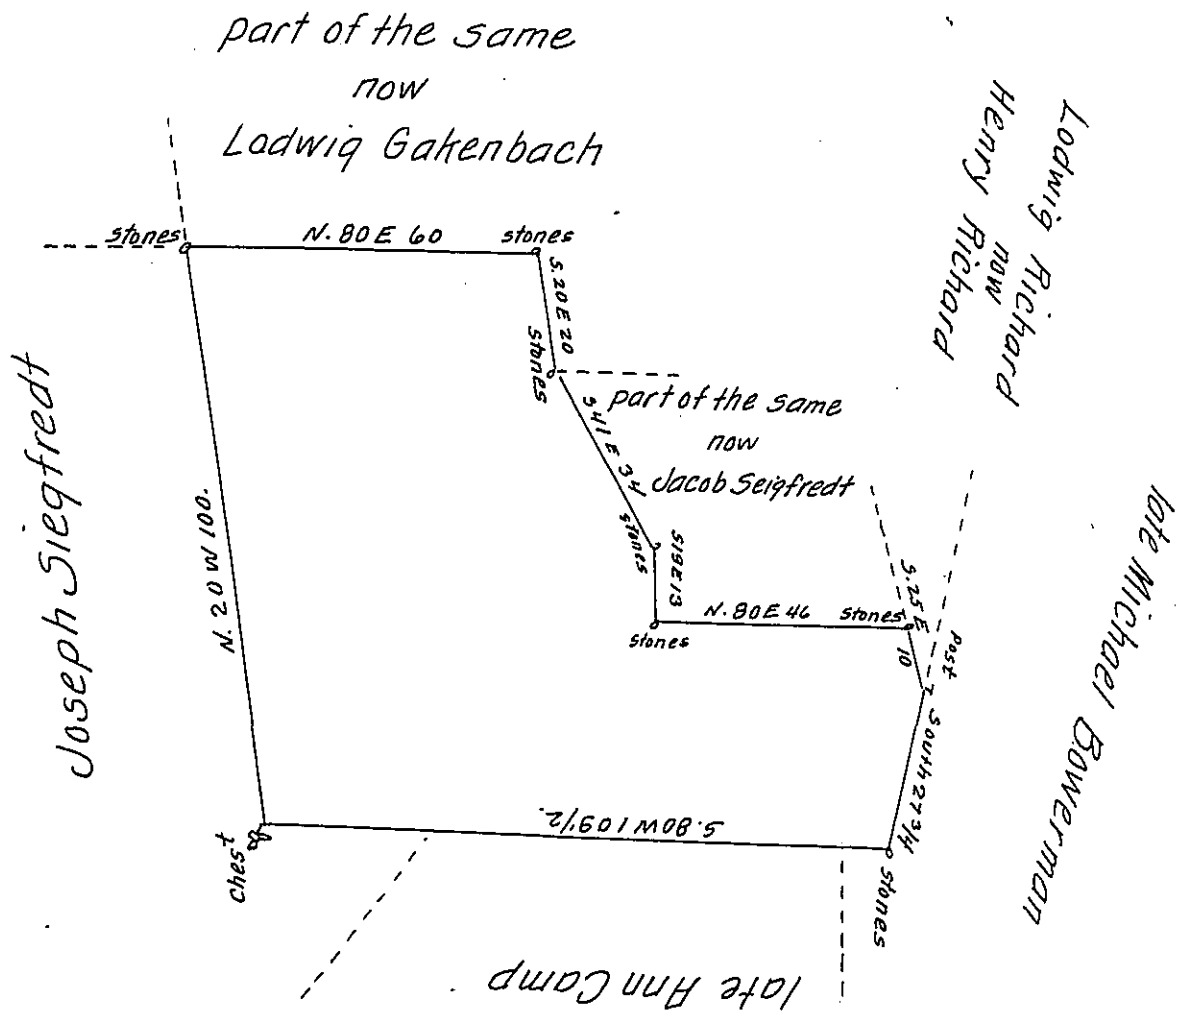 part of the same
now
Lodwig Gakenbach
Lodwig Richard
now
Henry Richard
stones
N. 80 E 60
stones
S. 20 E 20
stones
S 41 E 34
part of the same
now
Jacob Seigfredt
stones
S 19 E 13
stones
N. 80 E 46
stones
S. 25 E
10
post
South 27 3/4
late Michael Bowerman
stones
S. 80 W 109 1/2.
late Ann Camp
chest
N. 20 W 100.
Joseph Siegfredt